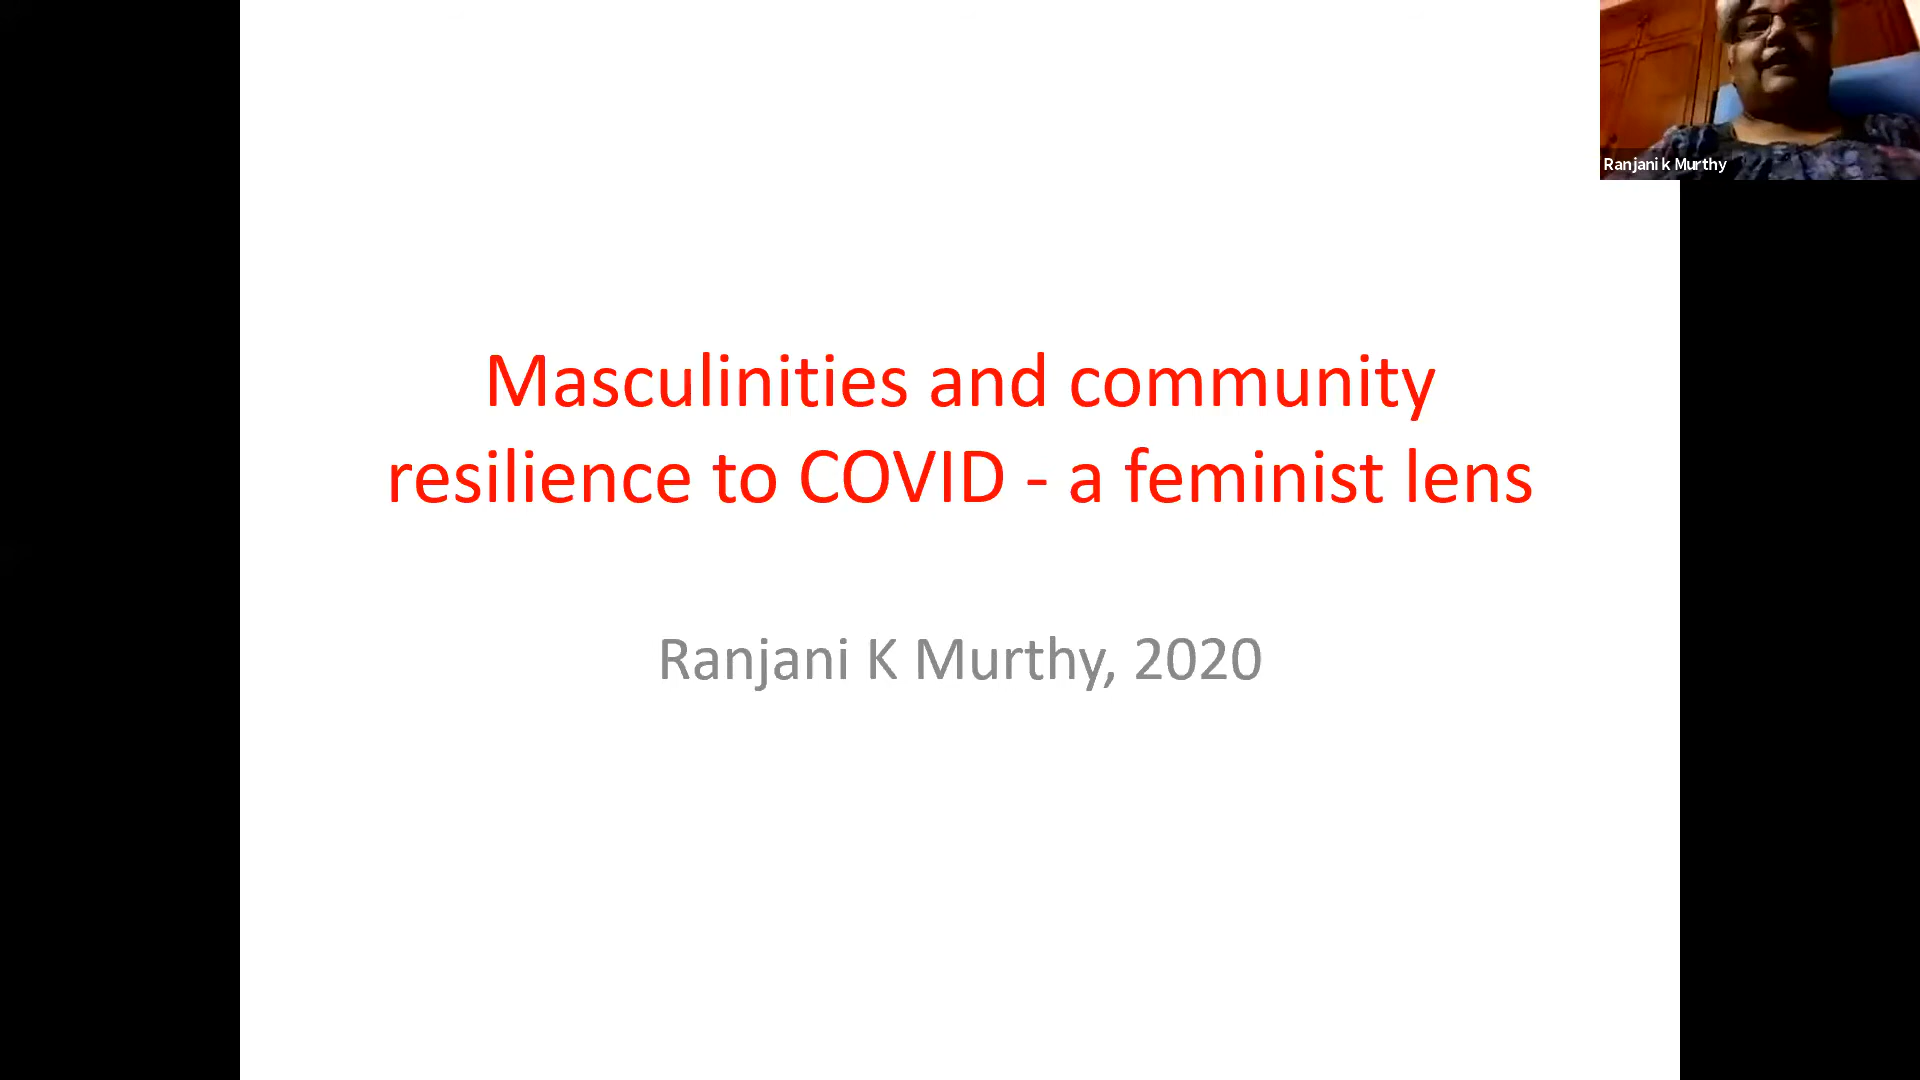 Ranjani k Murthy
Masculinities and community
resilience to COVID - a feminist lens
Ranjani K Murthy, 2020